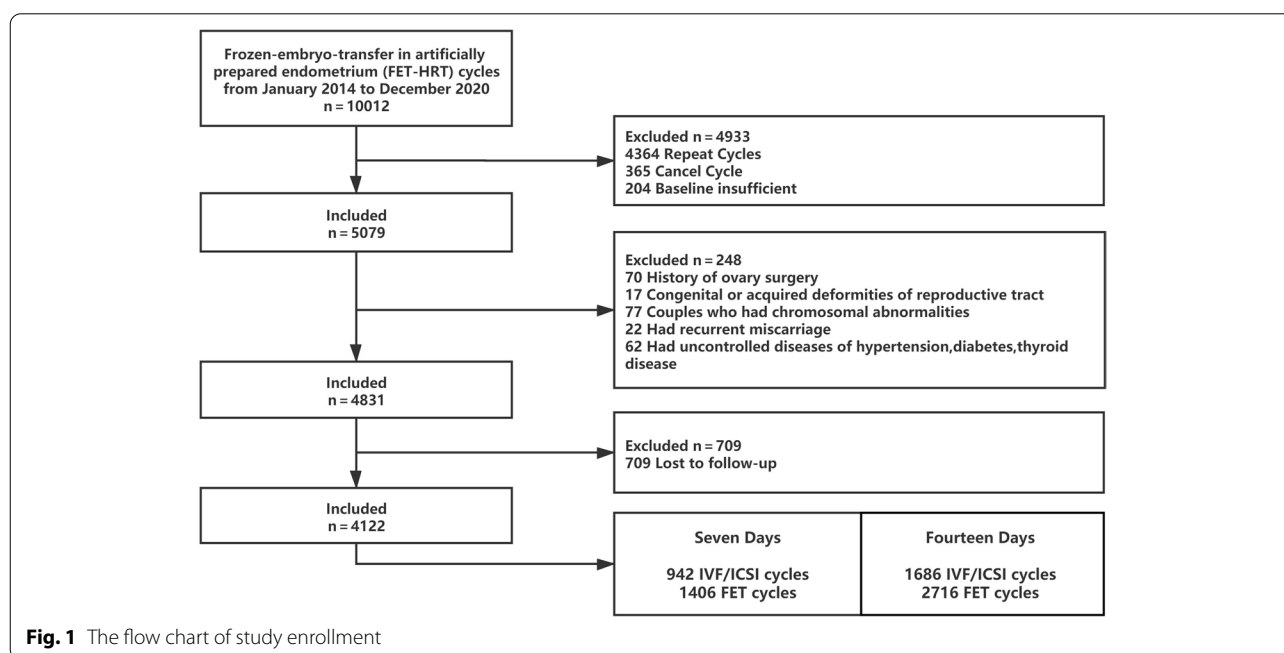 Frozen-embryo-transfer in artificially
prepared endometrium (FET-HRT) cycles
from January 2014 to December 2020
n = 10012
Excluded n = 4933
4364 Repeat Cycles
365 Cancel Cycle
204 Baseline insufficient
Included
n = 5079
Excluded n = 248
70 History of ovary surgery
17 Congenital or acquired deformities of reproductive tract
77 Couples who had chromosomal abnormalities
22 Had recurrent miscarriage
62 Had uncontrolled diseases of hypertension,diabetes,thyroid
disease
Included
n = 4831
Excluded n = 709
709 Lost to follow-up
Included
n = 4122
Seven Days
942 IVF/ICSI cycles
1406 FET cycles
Fourteen Days
1686 IVF/ICSI cycles
2716 FET cycles
Fig. 1 The flow chart of study enrollment